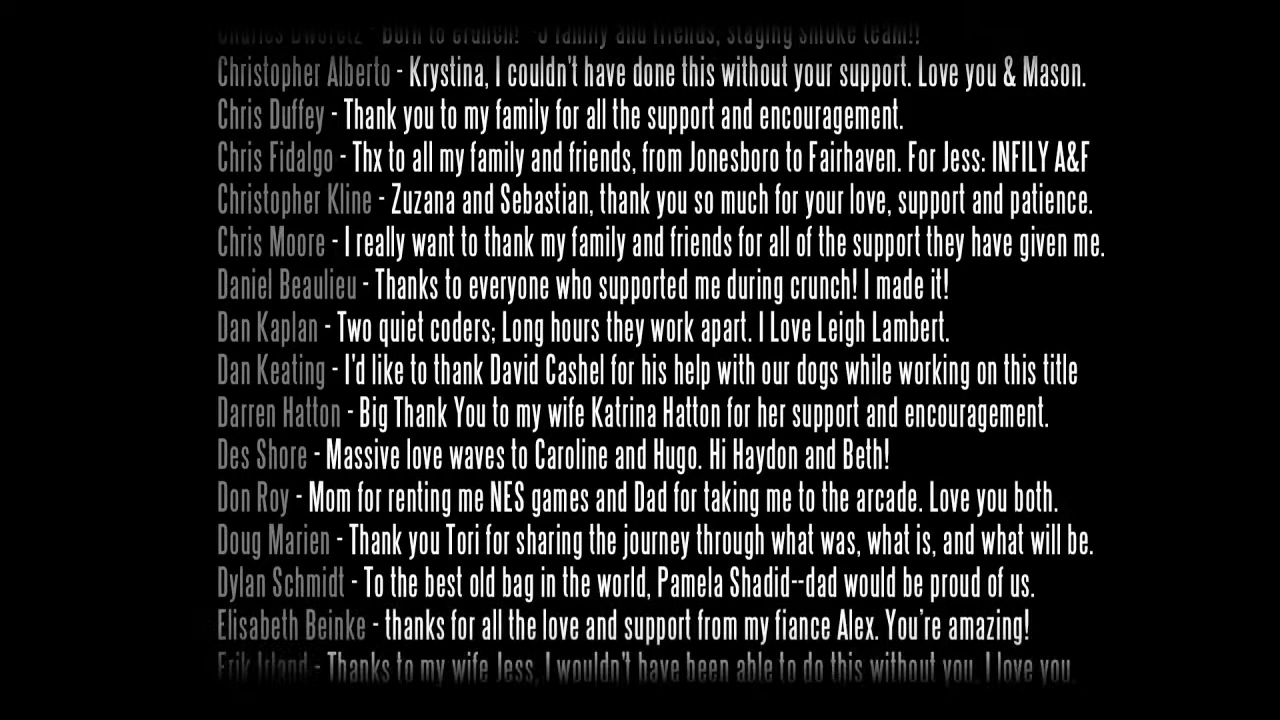 Born to crunch! -J family and friends, staging smoke team!!
Christopher Alberto - Krystina, I couldn't have done this without your support. Love you & Mason.
Chris Duffey - Thank you to my family for all the support and encouragement.
Chris Fidalgo - Thx to all my family and friends, from Jonesboro to Fairhaven. For Jess: INFILY A&F
Christopher Kline - Zuzana and Sebastian, thank you so much for your love, support and patience.
Chris Moore - I really want to thank my family and friends for all of the support they have given me.
Daniel Beaulieu - Thanks to everyone who supported me during crunch! I made it!
Dan Kaplan - Two quiet coders; Long hours they work apart. I Love Leigh Lambert.
Dan Keating - I'd like to thank David Cashel for his help with our dogs while working on this title
Darren Hatton - Big Thank You to my wife Katrina Hatton for her support and encouragement.
Des Shore - Massive love waves to Caroline and Hugo. Hi Haydon and Beth!
Don Roy - Mom for renting me NES games and Dad for taking me to the arcade. Love you both.
Doug Marien - Thank you Tori for sharing the journey through what was, what is, and what will be.
Dylan Schmidt - To the best old bag in the world, Pamela Shadid--dad would be proud of us.
Elisabeth Beinke - thanks for all the love and support from my fiance Alex. You're amazing!
Erik Irland - Thanks to my wife Jess, I wouldn't have been able to do this without you. I love you.